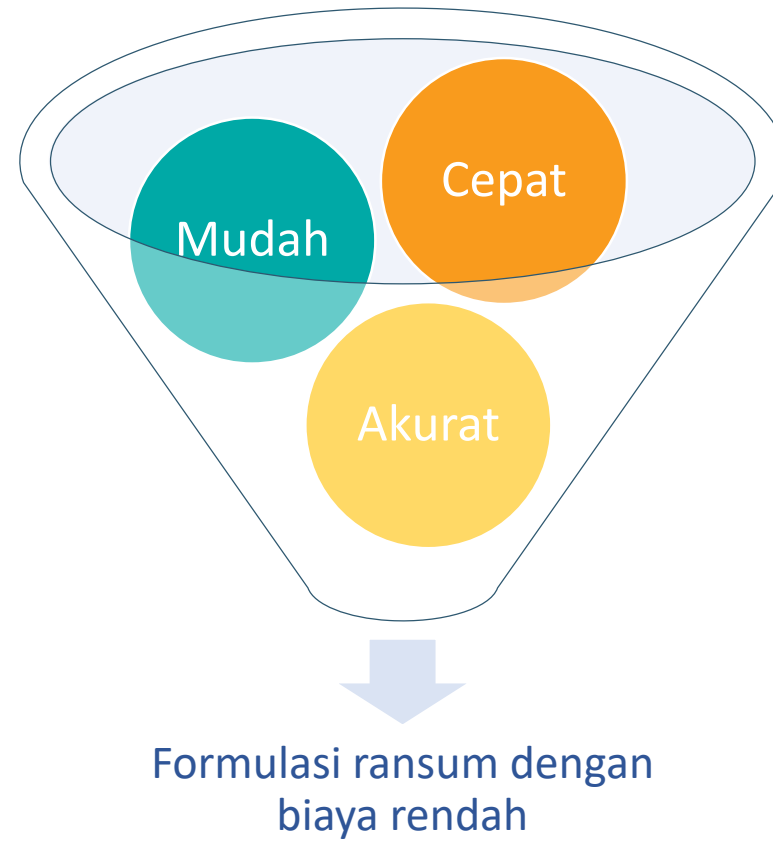 Cepat
Mudah
Akurat
Formulasi ransum dengan
biaya rendah